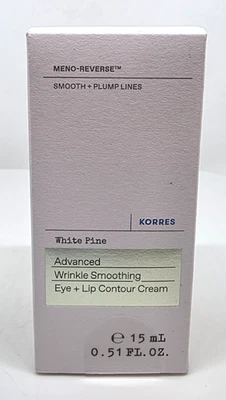 MENO-REVERSE™
SMOOTH + PLUMP LINES
KORRES
White Pine
Advanced
Wrinkle Smoothing
Eye + Lip Contour Cream
℮ 15 mL
0.51 FL.OZ.